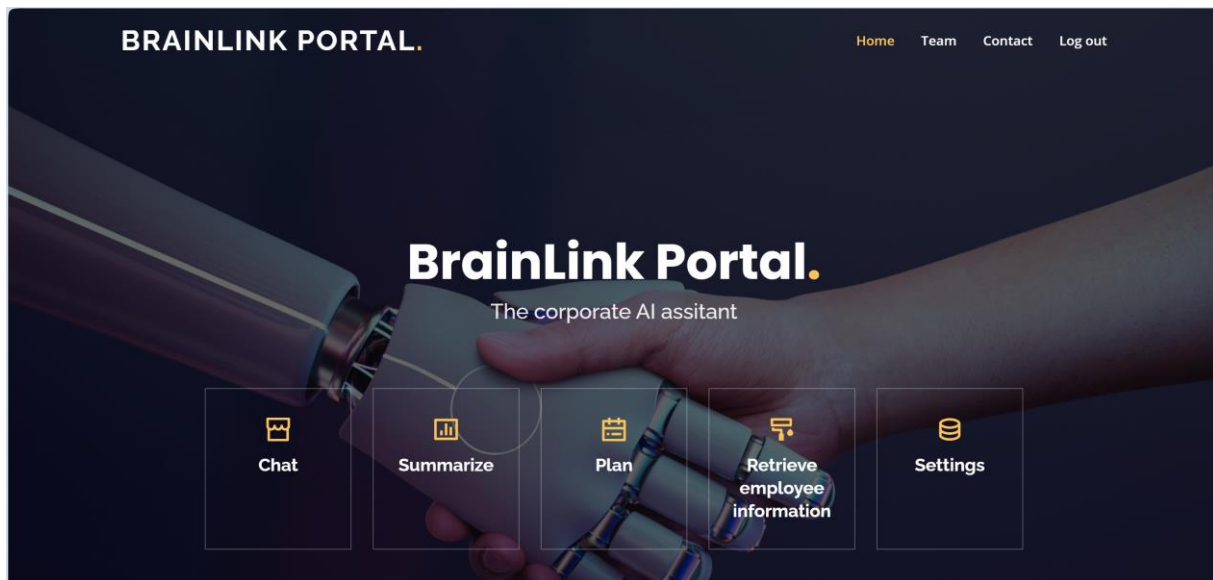 BRAINLINK PORTAL.
Home Team Contact Log out
BrainLink Portal.
The corporate AI assitant
Chat
Summarize
Plan
Retrieve
employee
information
Settings